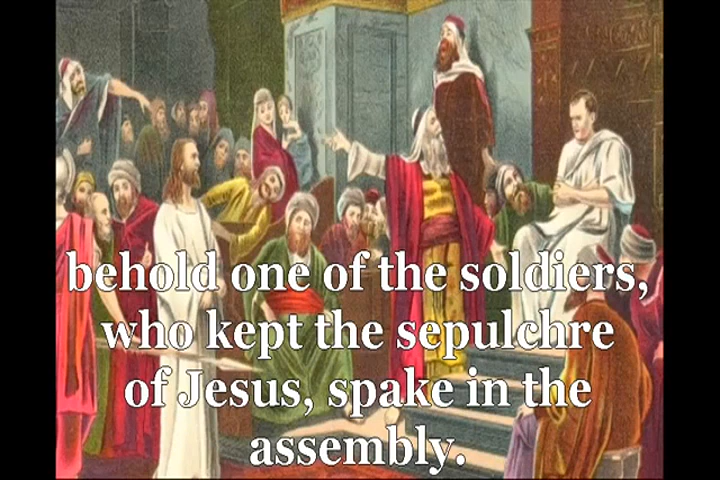 behold one of the soldiers,
who kept the sepulchre
of Jesus, spake in the
assembly.